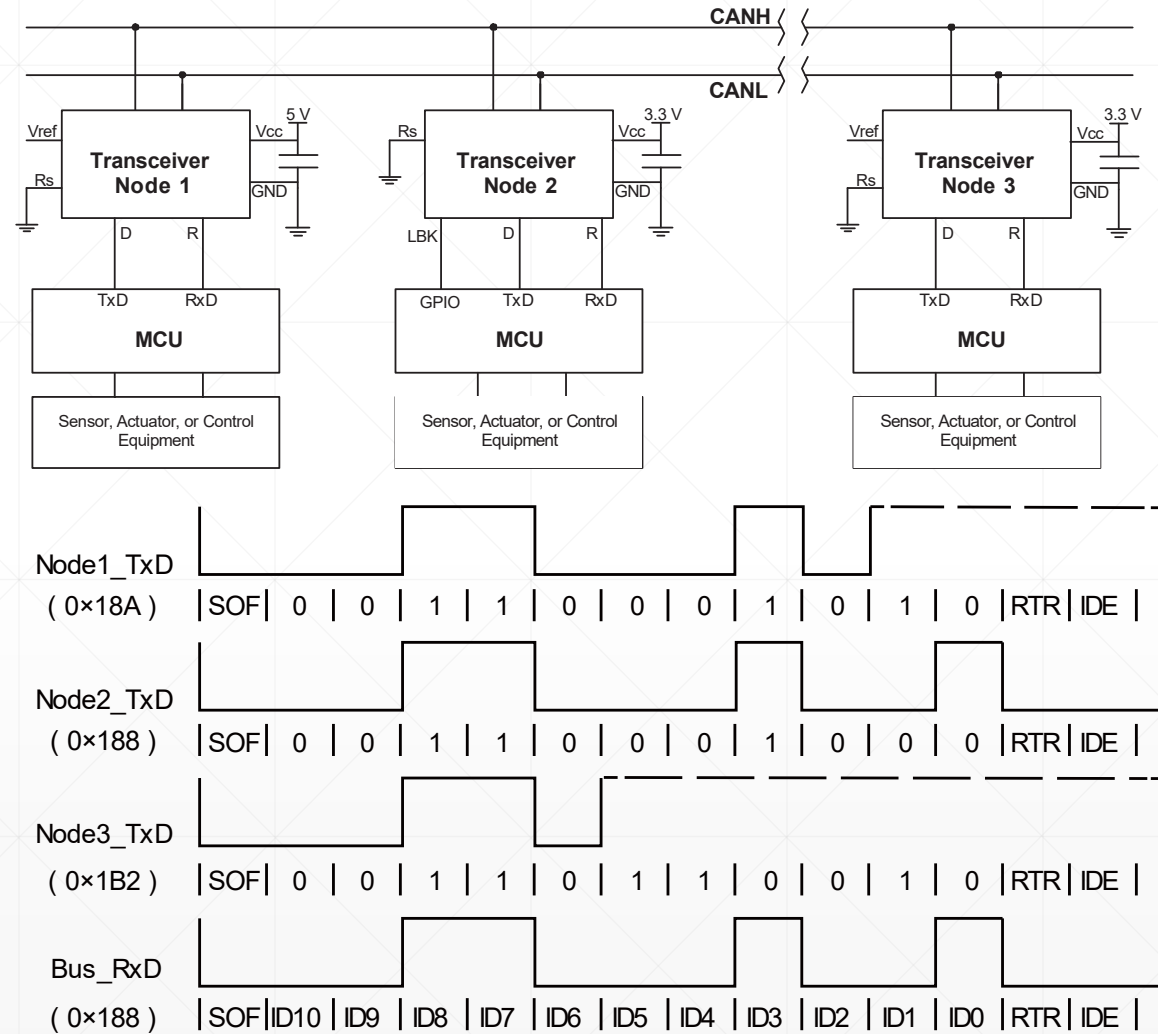 CANH
CANL
Vref
Rs
Transceiver
Node 1
Vcc
5 V
GND
D
R
TxD
RxD
MCU
Sensor, Actuator, or Control
Equipment
Rs
Transceiver
Node 2
Vcc
3.3 V
GND
LBK
D
R
GPIO
TxD
RxD
MCU
Sensor, Actuator, or Control
Equipment
Vref
Rs
Transceiver
Node 3
Vcc
3.3 V
GND
D
R
TxD
RxD
MCU
Sensor, Actuator, or Control
Equipment
Node1_TxD
( 0×18A ) | SOF | 0 | 0 | 1 | 1 | 0 | 0 | 0 | 1 | 0 | 1 | 0 | RTR | IDE |
Node2_TxD
( 0×188 ) | SOF | 0 | 0 | 1 | 1 | 0 | 0 | 0 | 1 | 0 | 0 | 0 | RTR | IDE |
Node3_TxD
( 0×1B2 ) | SOF | 0 | 0 | 1 | 1 | 0 | 1 | 1 | 0 | 0 | 1 | 0 | RTR | IDE |
Bus_RxD
( 0×188 ) | SOF | ID10 | ID9 | ID8 | ID7 | ID6 | ID5 | ID4 | ID3 | ID2 | ID1 | ID0 | RTR | IDE |